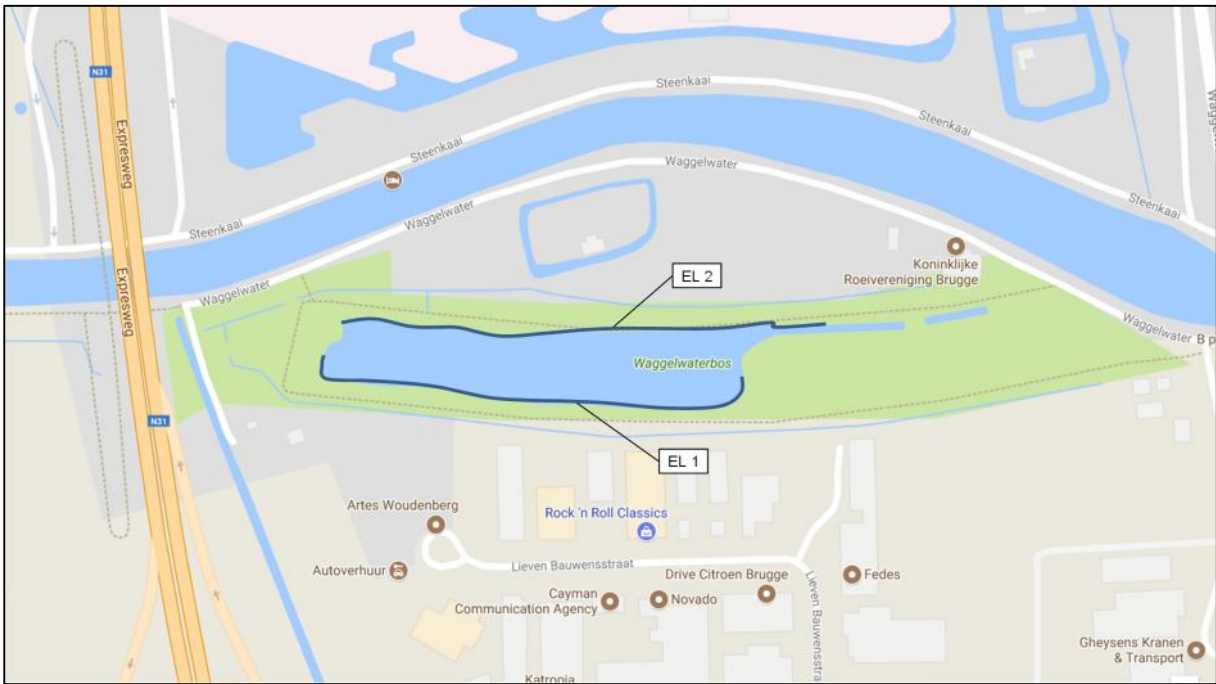 N31
Expresweg
Steenkaai
Steenkaai
Steenkaai
Steenkaai
Steenkaai
Waggelwater
Waggelwater
Koninklijke
Roeivereniging Brugge
EL 2
Waggelwater
Expresweg
Waggelwater
Waggelwaterbos
N31
EL 1
Artes Woudenberg
Rock 'n Roll Classics
Autoverhuur
Lieven Bauwensstraat
Drive Citroen Brugge
Fedes
Cayman
Communication Agency
Novado
Lieven Bauwensstra
Gheysens Kranen
& Transport